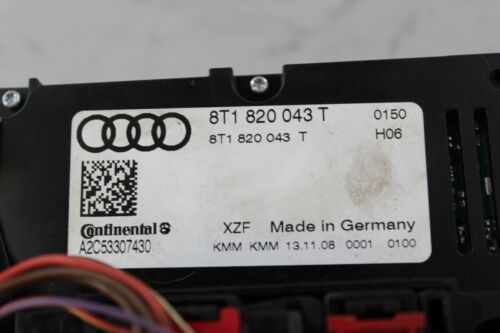 8T1 820 043 T 0150
8T1 820 043 T H06
Continental
A2C53307430
XZF Made in Germany
KMM KMM 13.11.08 0001 0100